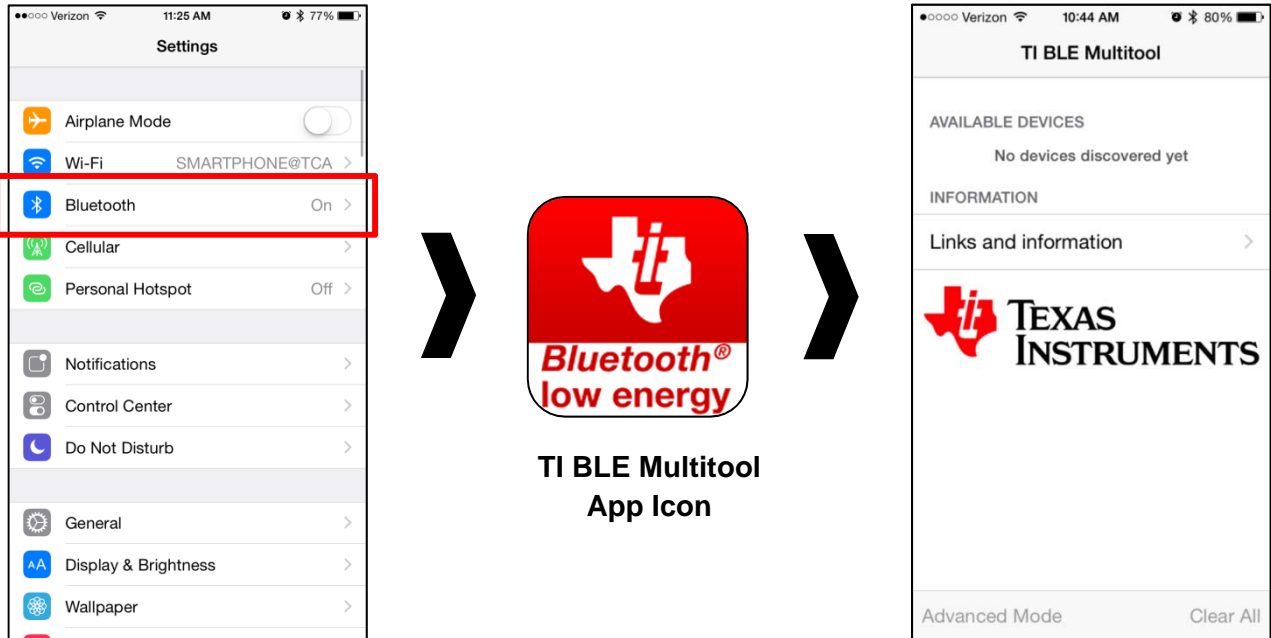 ●●○○○ Verizon 11:25 AM 77%
Settings
Airplane Mode
Wi-Fi SMARTPHONE@TCA
Bluetooth On
Cellular
Personal Hotspot Off
Notifications
Control Center
Do Not Disturb
General
AA Display & Brightness
Wallpaper
ti
Bluetooth®
low energy
TI BLE Multitool
App Icon
●○○○○ Verizon 10:44 AM 80%
TI BLE Multitool
AVAILABLE DEVICES
No devices discovered yet
INFORMATION
Links and information
ti
TEXAS
INSTRUMENTS
Advanced Mode Clear All